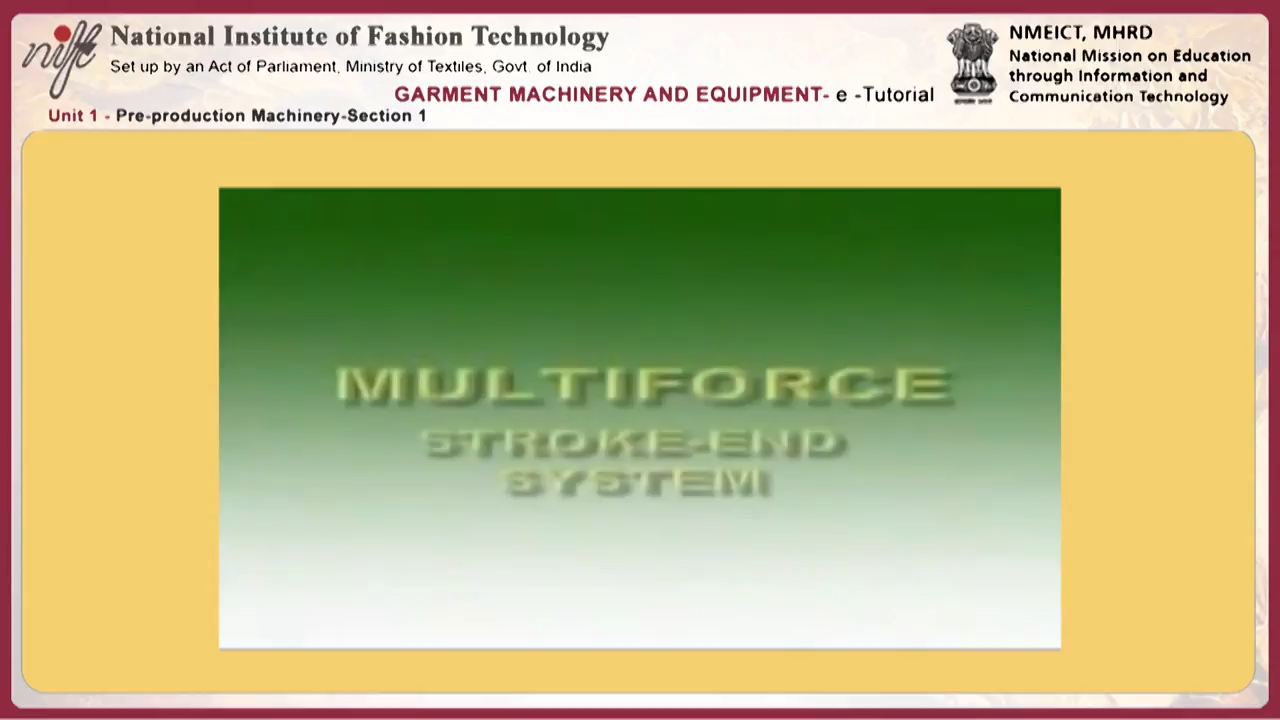 nift
National Institute of Fashion Technology
Set up by an Act of Parliament, Ministry of Textiles, Govt. of India
NMEICT, MHRD
National Mission on Education
through Information and
Communication Technology
GARMENT MACHINERY AND EQUIPMENT- e -Tutorial
Unit 1 - Pre-production Machinery-Section 1
MULTIFORCE
STROKE-END
SYSTEM